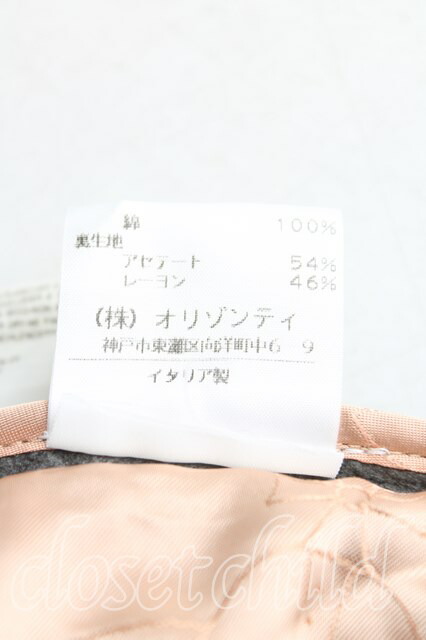 綿 100%
裏生地
アセテート 54%
レーヨン 46%
(株) オリゾンティ
神戸市東灘区向洋町中6 9
イタリア製
closet child